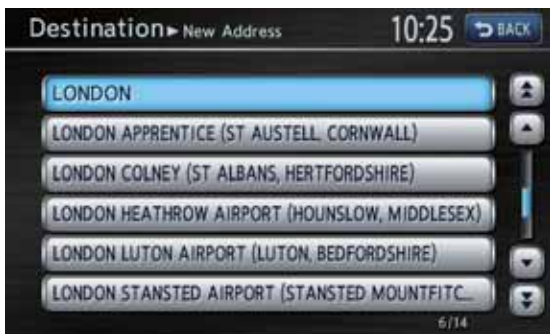 Destination ► New Address 10:25 BACK
LONDON
LONDON APPRENTICE (ST AUSTELL, CORNWALL)
LONDON COLNEY (ST ALBANS, HERTFORDSHIRE)
LONDON HEATHROW AIRPORT (HOUNSLOW, MIDDLESEX)
LONDON LUTON AIRPORT (LUTON, BEDFORDSHIRE)
LONDON STANSTED AIRPORT (STANSTED MOUNTFITC...
6/14